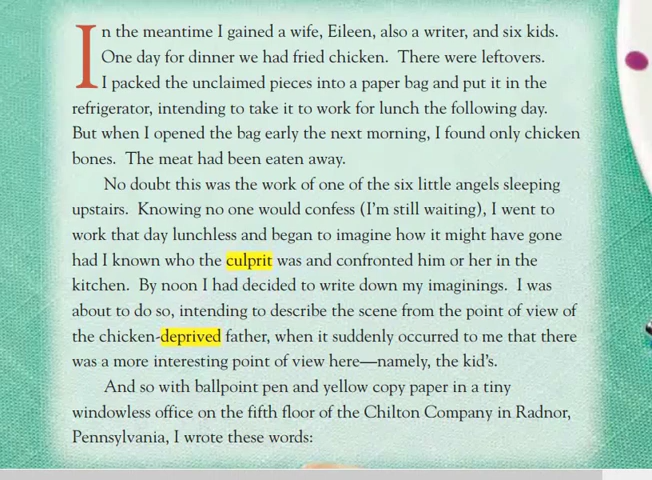 In the meantime I gained a wife, Eileen, also a writer, and six kids.
One day for dinner we had fried chicken. There were leftovers.
I packed the unclaimed pieces into a paper bag and put it in the
refrigerator, intending to take it to work for lunch the following day.
But when I opened the bag early the next morning, I found only chicken
bones. The meat had been eaten away.
No doubt this was the work of one of the six little angels sleeping
upstairs. Knowing no one would confess (I'm still waiting), I went to
work that day lunchless and began to imagine how it might have gone
had I known who the culprit was and confronted him or her in the
kitchen. By noon I had decided to write down my imaginings. I was
about to do so, intending to describe the scene from the point of view of
the chicken-deprived father, when it suddenly occurred to me that there
was a more interesting point of view here—namely, the kid's.
And so with ballpoint pen and yellow copy paper in a tiny
windowless office on the fifth floor of the Chilton Company in Radnor,
Pennsylvania, I wrote these words: